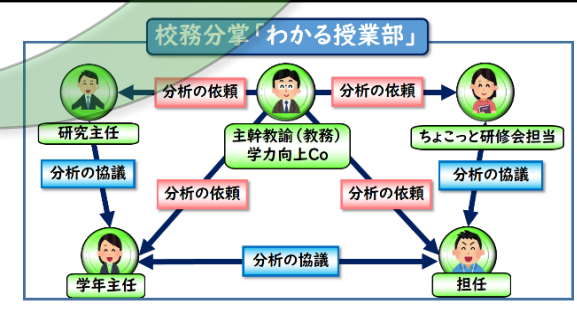 校務分掌「わかる授業部」
分析の依頼
分析の依頼
研究主任
主幹教諭(教務)
学力向上Co
ちょこっと研修会担当
分析の協議
分析の協議
分析の依頼
分析の依頼
分析の協議
学年主任
担任